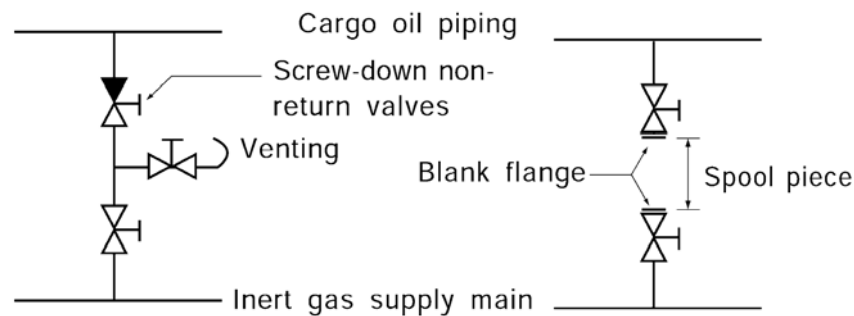 Cargo oil piping
Screw-down non-
return valves
Venting
Blank flange
Spool piece
Inert gas supply main